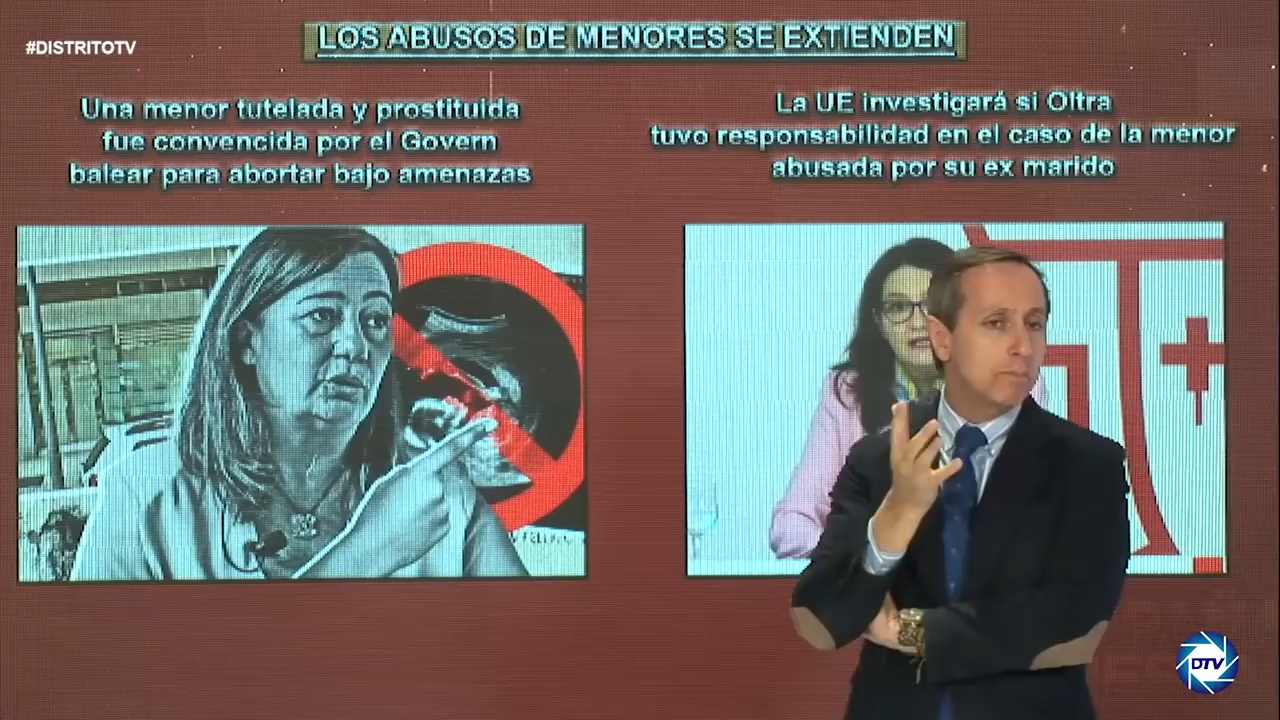 #DISTRITOTV
LOS ABUSOS DE MENORES SE EXTIENDEN
Una menor tutelada y prostituida
fue convencida por el Govern
balear para abortar bajo amenazas
La UE investigará si Oltra
tuvo responsabilidad en el caso de la menor
abusada por su ex marido
DTV